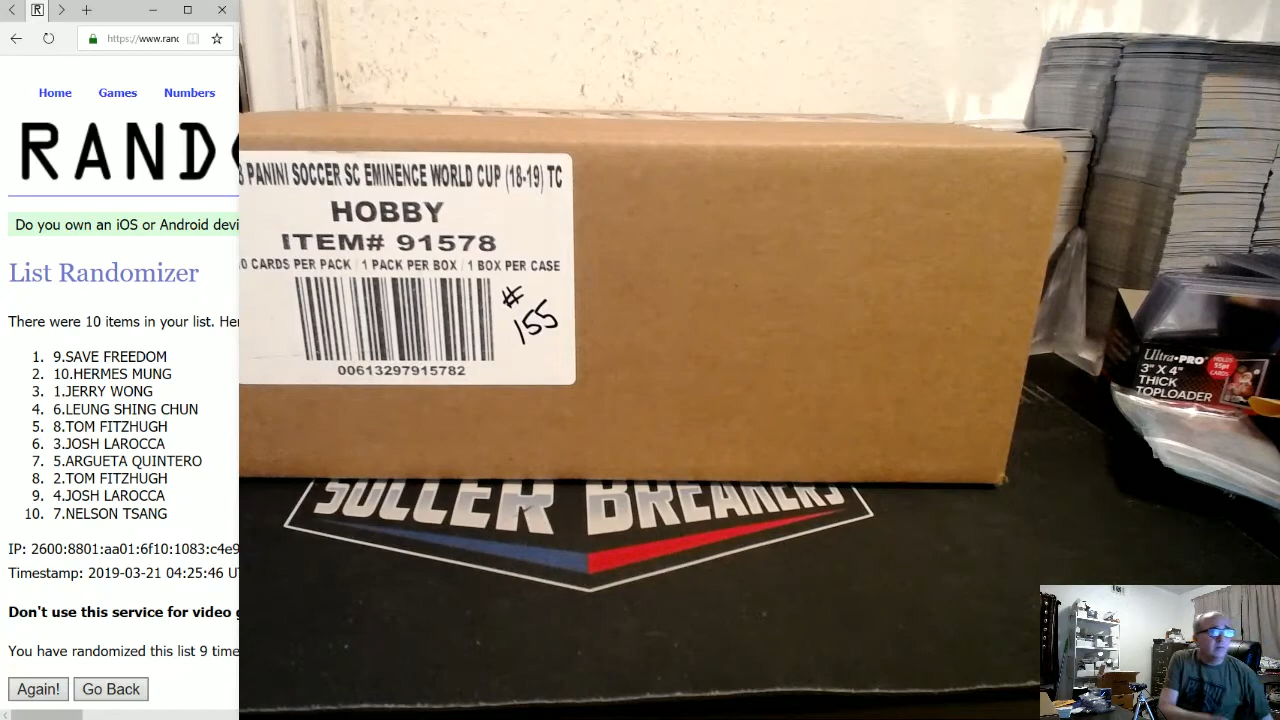 https://www.ranc
Home Games Numbers
RAND
Do you own an iOS or Android devi
List Randomizer
There were 10 items in your list. Her
1. 9.SAVE FREEDOM
2. 10.HERMES MUNG
3. 1.JERRY WONG
4. 6.LEUNG SHING CHUN
5. 8.TOM FITZHUGH
6. 3.JOSH LAROCCA
7. 5.ARGUETA QUINTERO
8. 2.TOM FITZHUGH
9. 4.JOSH LAROCCA
10. 7.NELSON TSANG
IP: 2600:8801:aa01:6f10:1083:c4e9
Timestamp: 2019-03-21 04:25:46 U
Don't use this service for video g
You have randomized this list 9 time
Again! Go Back
PANINI SOCCER SC EMINENCE WORLD CUP (18-19) TC
HOBBY
ITEM# 91578
0 CARDS PER PACK / 1 PACK PER BOX / 1 BOX PER CASE
# 155
00613297915782
SOCCER BREAKERS
Ultra•PRO
3" X 4"
THICK
TOPLOADER
HOLDS
55pt
CARDS